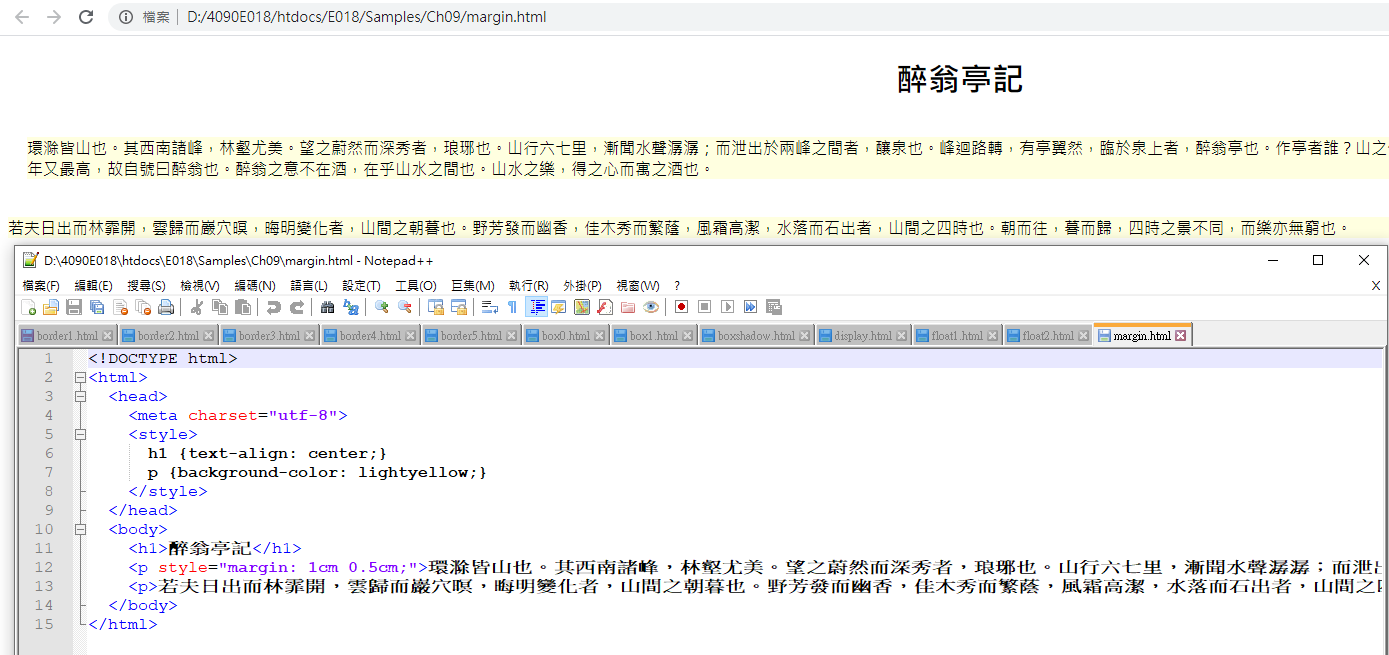 檔案 D:/4090E018/htdocs/E018/Samples/Ch09/margin.html
醉翁亭記
環滁皆山也。其西南諸峰，林壑尤美。望之蔚然而深秀者，琅琊也。山行六七里，漸聞水聲潺潺；而泄出於兩峰之間者，釀泉也。峰迴路轉，有亭翼然，臨於泉上者，醉翁亭也。作亭者誰？山之
年又最高，故自號曰醉翁也。醉翁之意不在酒，在乎山水之間也。山水之樂，得之心而寓之酒也。
若夫日出而林霏開，雲歸而巖穴暝，晦明變化者，山間之朝暮也。野芳發而幽香，佳木秀而繁蔭，風霜高潔，水落而石出者，山間之四時也。朝而往，暮而歸，四時之景不同，而樂亦無窮也。
D:\4090E018\htdocs\E018\Samples\Ch09\margin.html - Notepad++
檔案(F) 編輯(E) 搜尋(S) 檢視(V) 編碼(N) 語言(L) 設定(T) 工具(O) 巨集(M) 執行(R) 外掛(P) 視窗(W) ? X
border1.html border2.html border3.html border4.html border5.html box0.html box1.html boxshadow.html display.html float1.html float2.html margin.html
1 <!DOCTYPE html>
2 <html>
3 <head>
4 <meta charset="utf-8">
5 <style>
6 h1 {text-align: center;}
7 p {background-color: lightyellow;}
8 </style>
9 </head>
10 <body>
11 <h1>醉翁亭記</h1>
12 <p style="margin: 1cm 0.5cm;">環滁皆山也。其西南諸峰，林壑尤美。望之蔚然而深秀者，琅琊也。山行六七里，漸聞水聲潺潺；而泄
13 <p>若夫日出而林霏開，雲歸而巖穴暝，晦明變化者，山間之朝暮也。野芳發而幽香，佳木秀而繁蔭，風霜高潔，水落而石出者，山間之
14 </body>
15 </html>